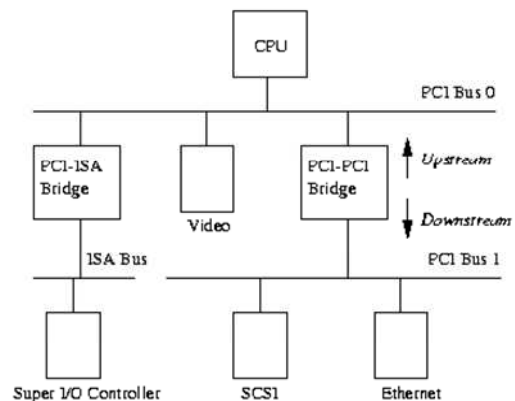 CPU
PCI Bus 0
PCI-ISA
Bridge
Video
PCI-PCI
Bridge
Upstream
Downstream
ISA Bus
PCI Bus 1
Super I/O Controller
SCSI
Ethernet